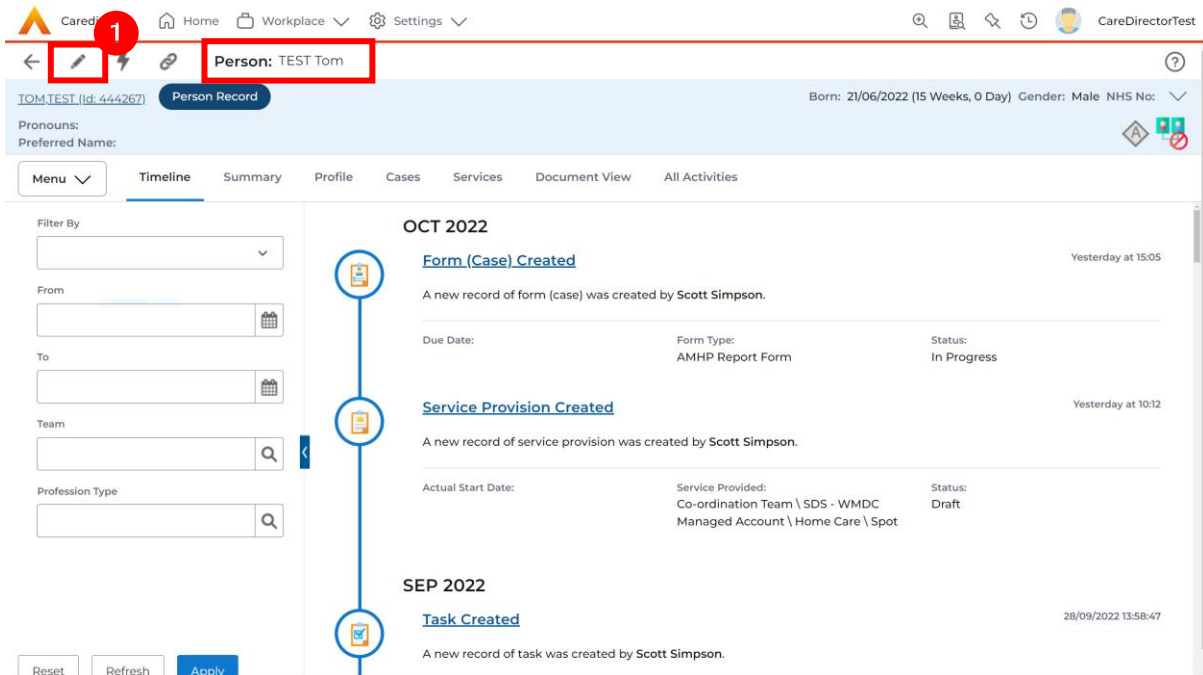 Caredi
1
Home
Workplace
Settings
CareDirectorTest
Person: TEST Tom
?
TOM,TEST (Id: 444267)
Person Record
Born: 21/06/2022 (15 Weeks, 0 Day) Gender: Male NHS No:
Pronouns:
Preferred Name:
A
Menu
Timeline
Summary
Profile
Cases
Services
Document View
All Activities
Filter By
From
To
Team
Profession Type
Reset
Refresh
Apply
OCT 2022
Form (Case) Created
Yesterday at 15:05
A new record of form (case) was created by Scott Simpson.
Due Date:
Form Type:
AMHP Report Form
Status:
In Progress
Service Provision Created
Yesterday at 10:12
A new record of service provision was created by Scott Simpson.
Actual Start Date:
Service Provided:
Co-ordination Team \ SDS - WMDC
Managed Account \ Home Care \ Spot
Status:
Draft
SEP 2022
Task Created
28/09/2022 13:58:47
A new record of task was created by Scott Simpson.